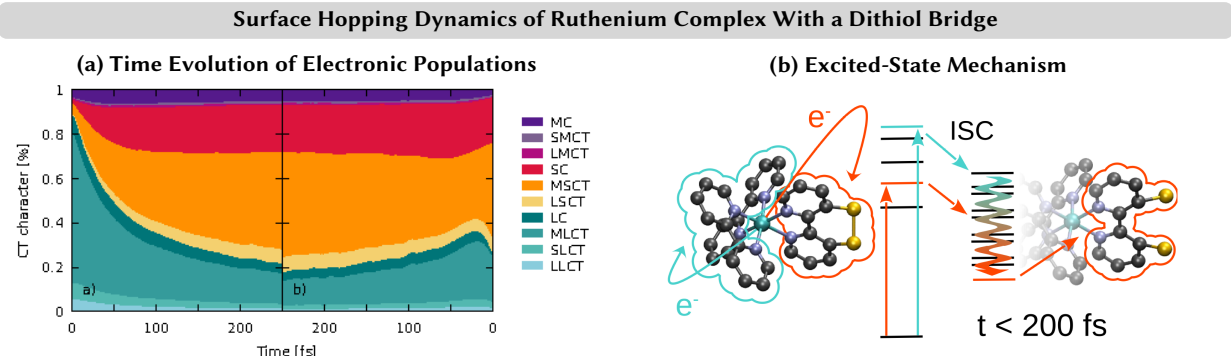 Surface Hopping Dynamics of Ruthenium Complex With a Dithiol Bridge
(a) Time Evolution of Electronic Populations
CT character [%]
1
0.8
0.6
0.4
0.2
0
a)
b)
0 100 200 200 100 0
Time [fs]
MC
SMCT
LMCT
SC
MSCT
LSCT
LC
MLCT
SLCT
LLCT
(b) Excited-State Mechanism
e-
ISC
e-
t < 200 fs